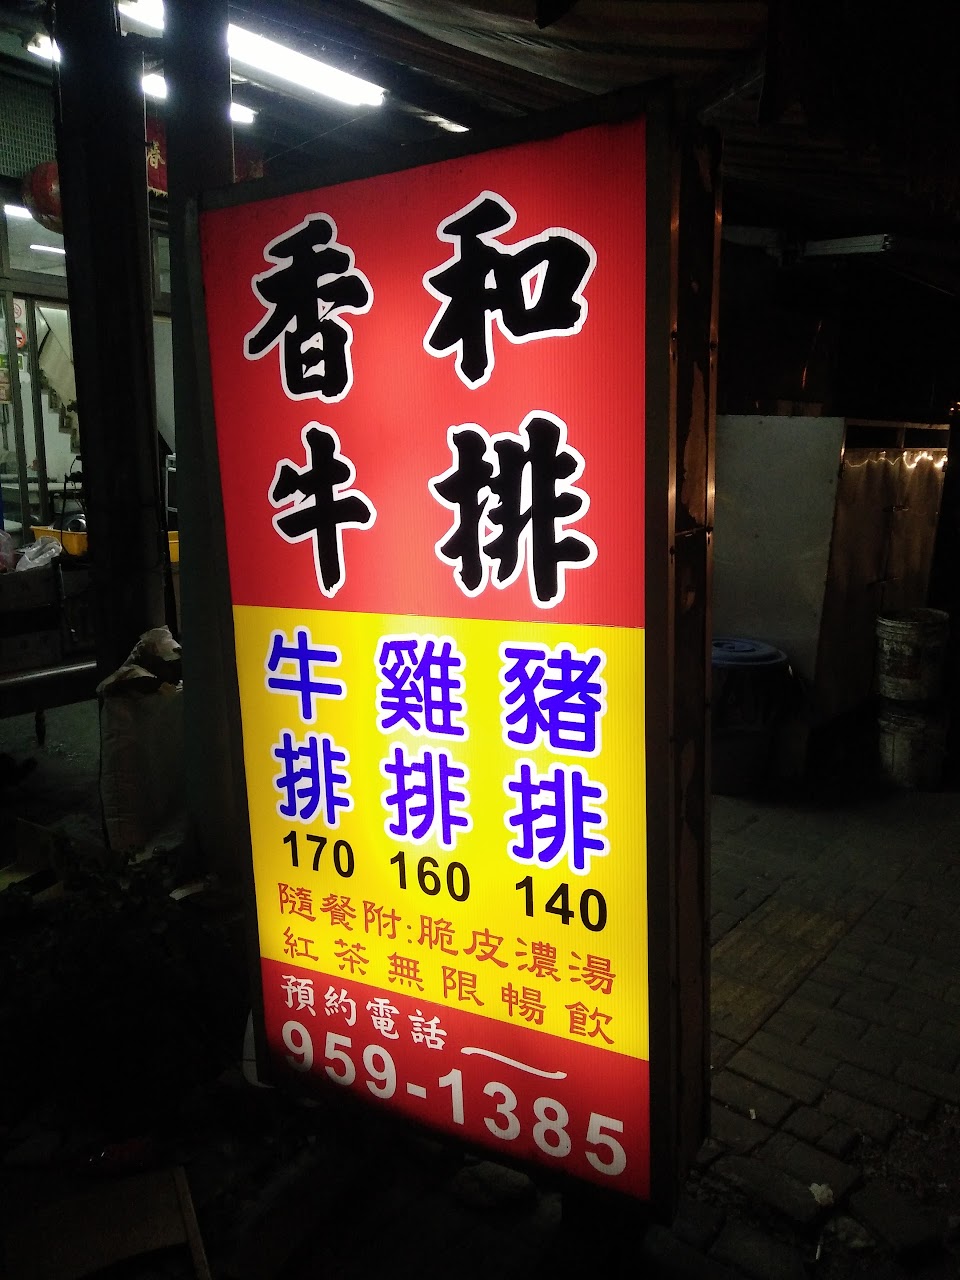 香和
牛排
牛排 雞排 豬排
170 160 140
隨餐附:脆皮濃湯
紅茶無限暢飲
預約電話
959-1385
春